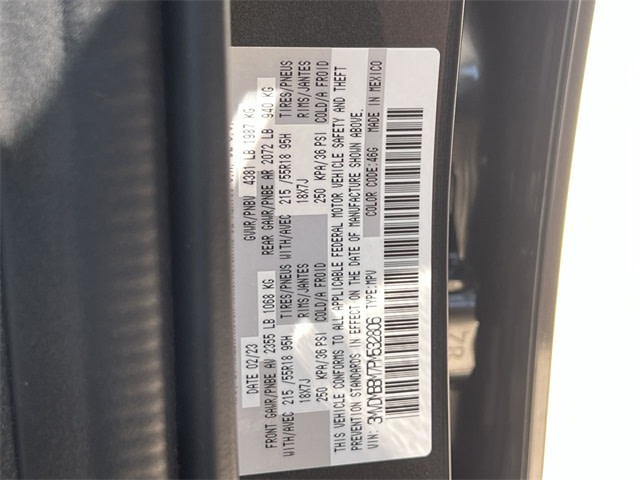 DATE 02/23 GVWR/PNBV 4381 LB 1987 KG
FRONT GAWR/PNBE AV 2355 LB 1068 KG REAR GAWR/PNBE AR 2072 LB 940 KG
WITH/AVEC 215 /55R18 95H TIRES/PNEUS WITH/AVEC 215 /55R18 95H TIRES/PNEUS
18X7J RIMS/JANTES 18X7J RIMS/JANTES
250 KPA/36 PSI COLD/A FROID 250 KPA/36 PSI COLD/A FROID
THIS VEHICLE CONFORMS TO ALL APPLICABLE FEDERAL MOTOR VEHICLE SAFETY AND THEFT
PREVENTION STANDARDS IN EFFECT ON THE DATE OF MANUFACTURE SHOWN ABOVE.
VIN: 3MVDMBBM7PM532806 TYPE:MPV COLOR CODE:46G MADE IN MEXICO